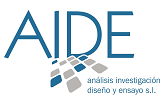 AIDE
análisis investigación
diseño y ensayo s.l.